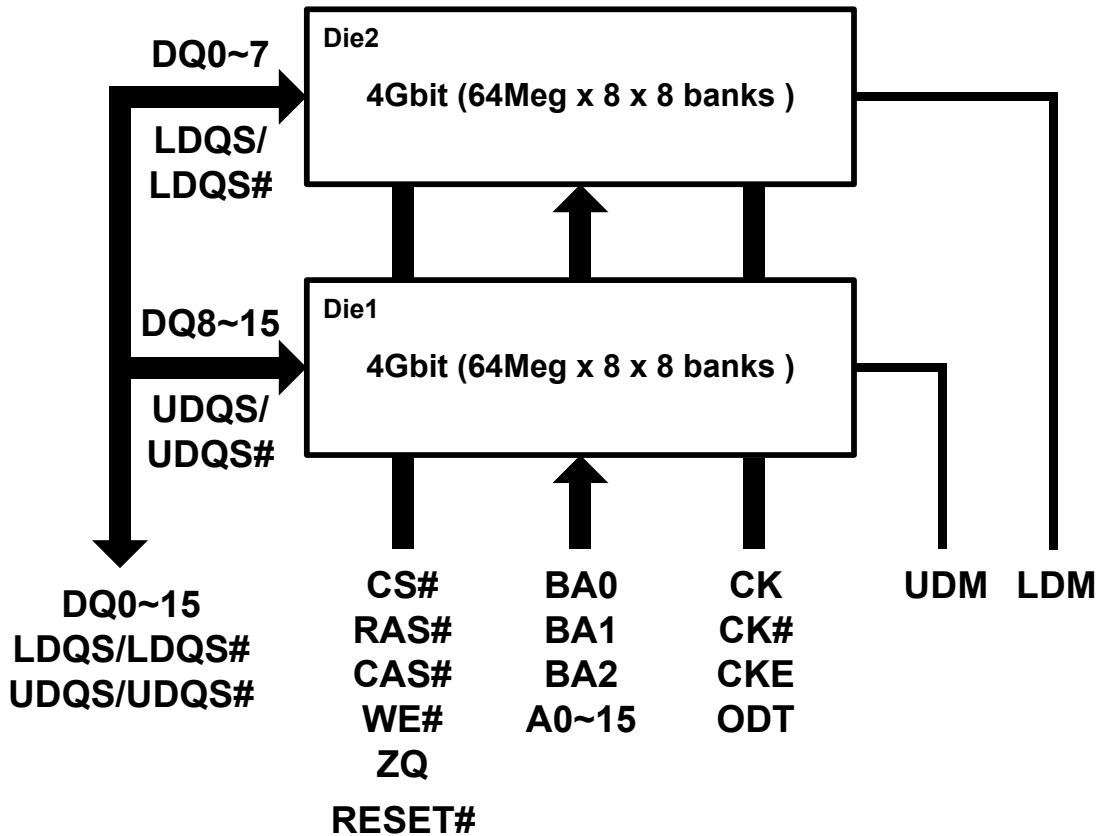 DQ0~7
LDQS/
LDQS#
Die2
4Gbit (64Meg x 8 x 8 banks )
DQ8~15
UDQS/
UDQS#
Die1
4Gbit (64Meg x 8 x 8 banks )
DQ0~15
LDQS/LDQS#
UDQS/UDQS#
CS#
RAS#
CAS#
WE#
ZQ
RESET#
BA0
BA1
BA2
A0~15
CK
CK#
CKE
ODT
UDM
LDM